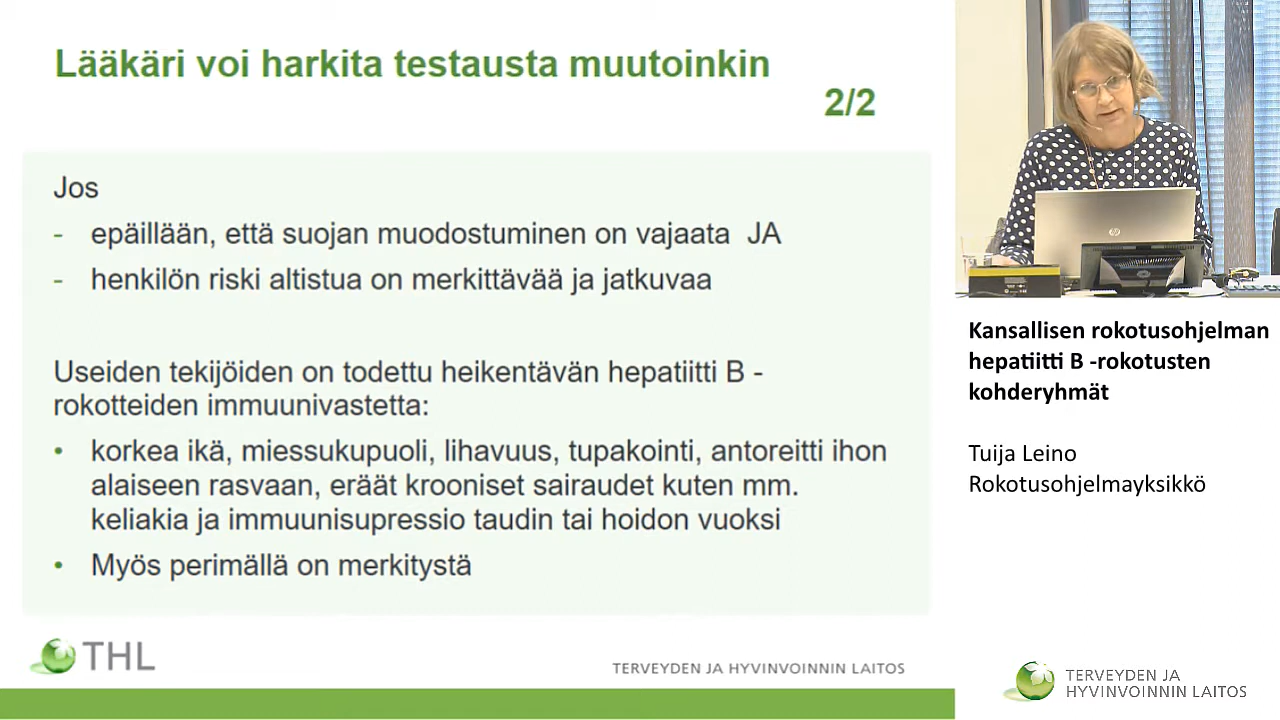 Lääkäri voi harkita testausta muutoinkin
2/2
Jos
- epäillään, että suojan muodostuminen on vajaata JA
- henkilön riski altistua on merkittävää ja jatkuvaa
Useiden tekijöiden on todettu heikentävän hepatiitti B -
rokotteiden immuunivastetta:
• korkea ikä, miessukupuoli, lihavuus, tupakointi, antoreitti ihon
alaiseen rasvaan, eräät krooniset sairaudet kuten mm.
keliakia ja immuunisupressio taudin tai hoidon vuoksi
• Myös perimällä on merkitystä
THL
TERVEYDEN JA HYVINVOINNIN LAITOS
hp
Kansallisen rokotusohjelman
hepatiitti B -rokotusten
kohderyhmät
Tuija Leino
Rokotusohjelmayksikkö
TERVEYDEN JA
HYVINVOINNIN LAITOS